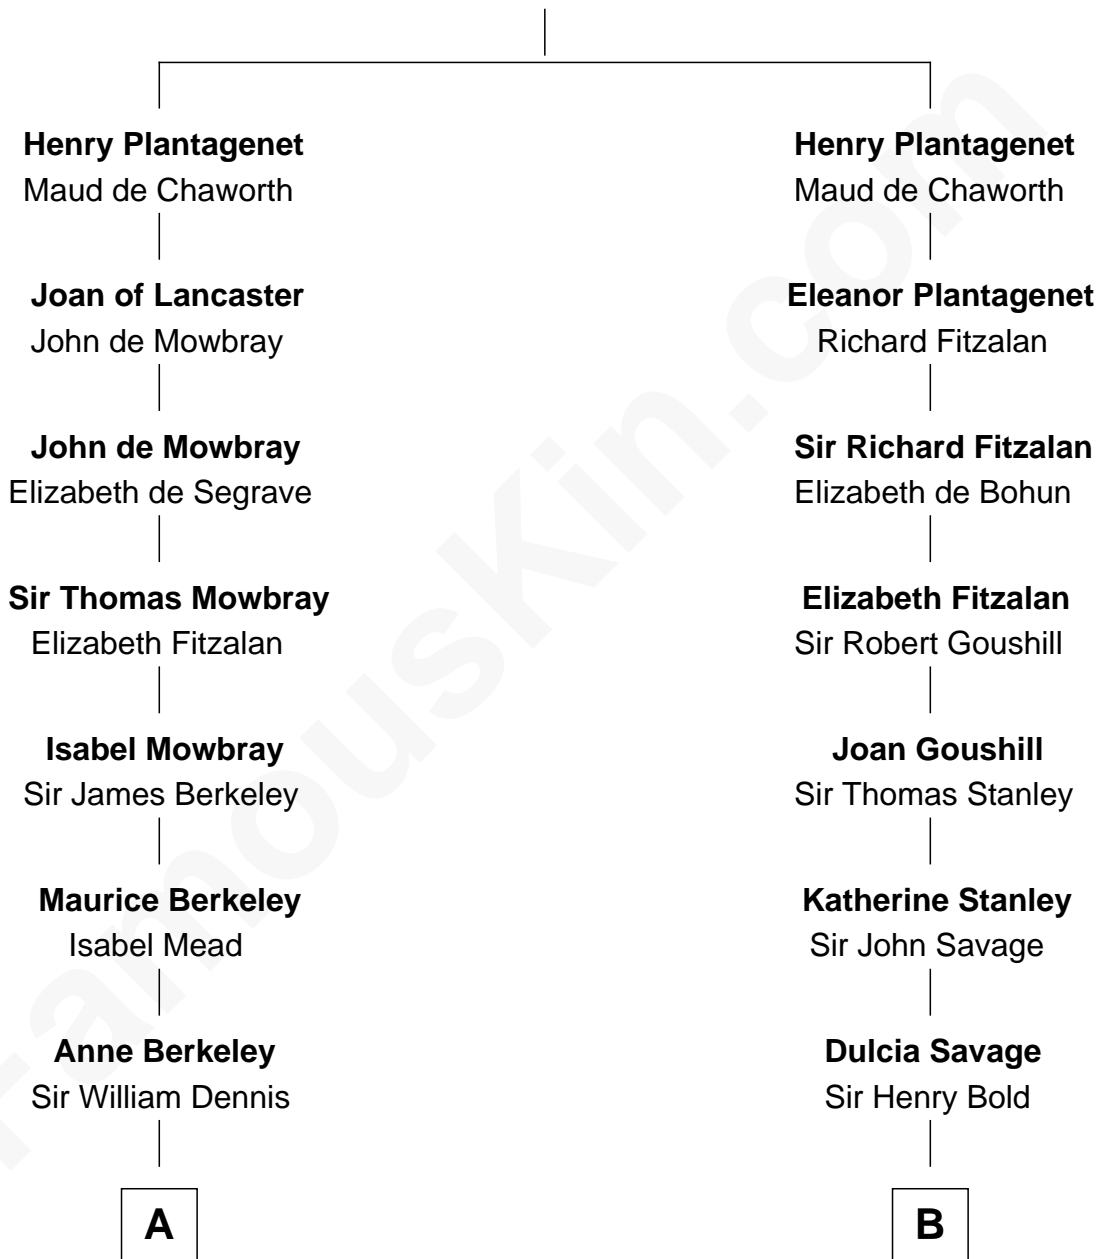 Henry Plantagenet
Maud de Chaworth
Joan of Lancaster
John de Mowbray
John de Mowbray
Elizabeth de Segrave
Sir Thomas Mowbray
Elizabeth Fitzalan
Isabel Mowbray
Sir James Berkeley
Maurice Berkeley
Isabel Mead
Anne Berkeley
Sir William Dennis
A
Henry Plantagenet
Maud de Chaworth
Eleanor Plantagenet
Richard Fitzalan
Sir Richard Fitzalan
Elizabeth de Bohun
Elizabeth Fitzalan
Sir Robert Goushill
Joan Goushill
Sir Thomas Stanley
Katherine Stanley
Sir John Savage
Dulcia Savage
Sir Henry Bold
B
FamousKin.com